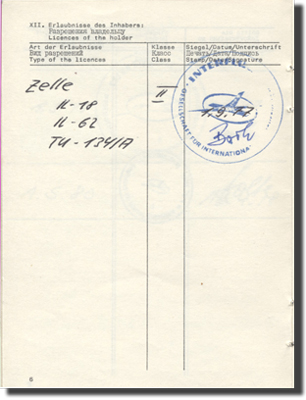 XII. Erlaubnisse des Inhabers:
Разрешения владельцу
Licences of the holder
Art der Erlaubnisse Klasse Siegel/Datum/Unterschrift
Вид разрешений Класс Печать/Дата/Подпись
Type of the licences Class Stamp/Date/Signature
Zelle II
IL-18
IL-62
TU-134/A
INTERFLUG
GESELLSCHAFT FÜR INTERNATIONA
6